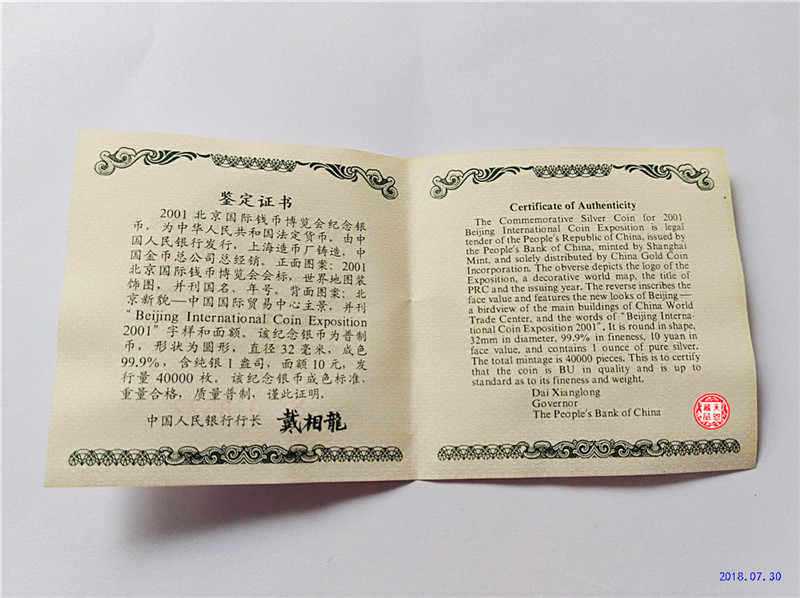 鉴定证书
2001 北京国际钱币博览会纪念银
币，为中华人民共和国法定货币。由中
国人民银行发行，上海造币厂铸造，中
国金币总公司总经销。正面图案：2001
北京国际钱币博览会会标，世界地图装
饰图，并刊国名、年号。背面图案：北
京新貌—中国国际贸易中心主景，并刊
"Beijing International Coin Exposition
2001" 字样和面额。该纪念银币为普制
币，形状为圆形，直径32毫米，成色
99.9%，含纯银1盎司，面额10元，发
行量40000枚。该纪念银币成色标准，
重量合格，质量普制，谨此证明。
中国人民银行行长 戴相龍
Certificate of Authenticity
The Commemorative Silver Coin for 2001
Beijing International Coin Exposition is legal
tender of the People's Republic of China, issued by
the People's Bank of China, minted by Shanghai
Mint, and solely distributed by China Gold Coin
Incorporation. The obverse depicts the logo of the
Exposition, a decorative world map, the title of
PRC and the issuing year. The reverse inscribes the
face value and features the new looks of Beijing—
a birdview of the main buildings of China World
Trade Center, and the words of "Beijing Interna-
tional Coin Exposition 2001". It is round in shape,
32mm in diameter, 99.9% in fineness, 10 yuan in
face value, and contains 1 ounce of pure silver.
The total mintage is 40000 pieces. This is to certify
that the coin is BU in quality and is up to
standard as to its fineness and weight.
Dai Xianglong
Governor
The People's Bank of China
天恩藏品
2018.07.30